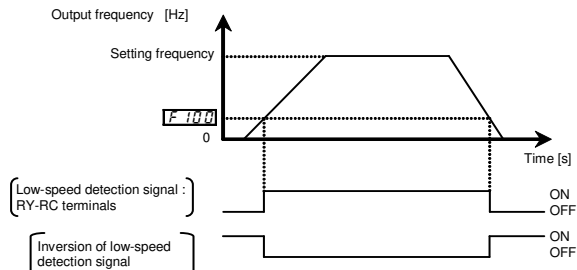 Output frequency [Hz]
Setting frequency
F 100
0
Time [s]
Low-speed detection signal :
RY-RC terminals
ON
OFF
Inversion of low-speed
detection signal
ON
OFF